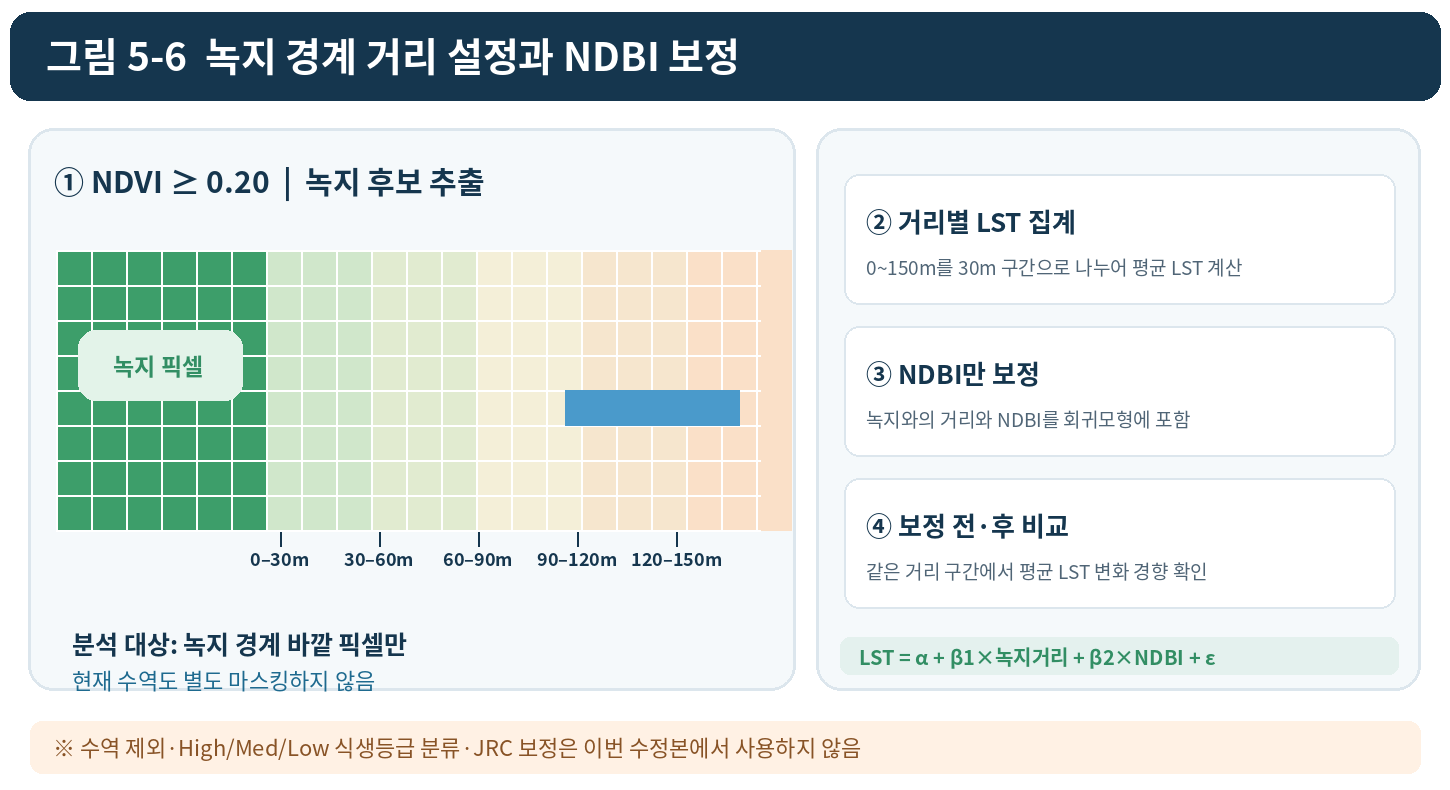 그림 5-6 녹지 경계 거리 설정과 NDBI 보정
① NDVI ≥ 0.20 | 녹지 후보 추출
녹지 픽셀
0–30m 30–60m 60–90m 90–120m 120–150m
분석 대상: 녹지 경계 바깥 픽셀만
현재 수역도 별도 마스킹하지 않음
② 거리별 LST 집계
0~150m를 30m 구간으로 나누어 평균 LST 계산
③ NDBI만 보정
녹지와의 거리와 NDBI를 회귀모형에 포함
④ 보정 전·후 비교
같은 거리 구간에서 평균 LST 변화 경향 확인
LST = α + β1×녹지거리 + β2×NDBI + ε
※ 수역 제외·High/Med/Low 식생등급 분류·JRC 보정은 이번 수정본에서 사용하지 않음